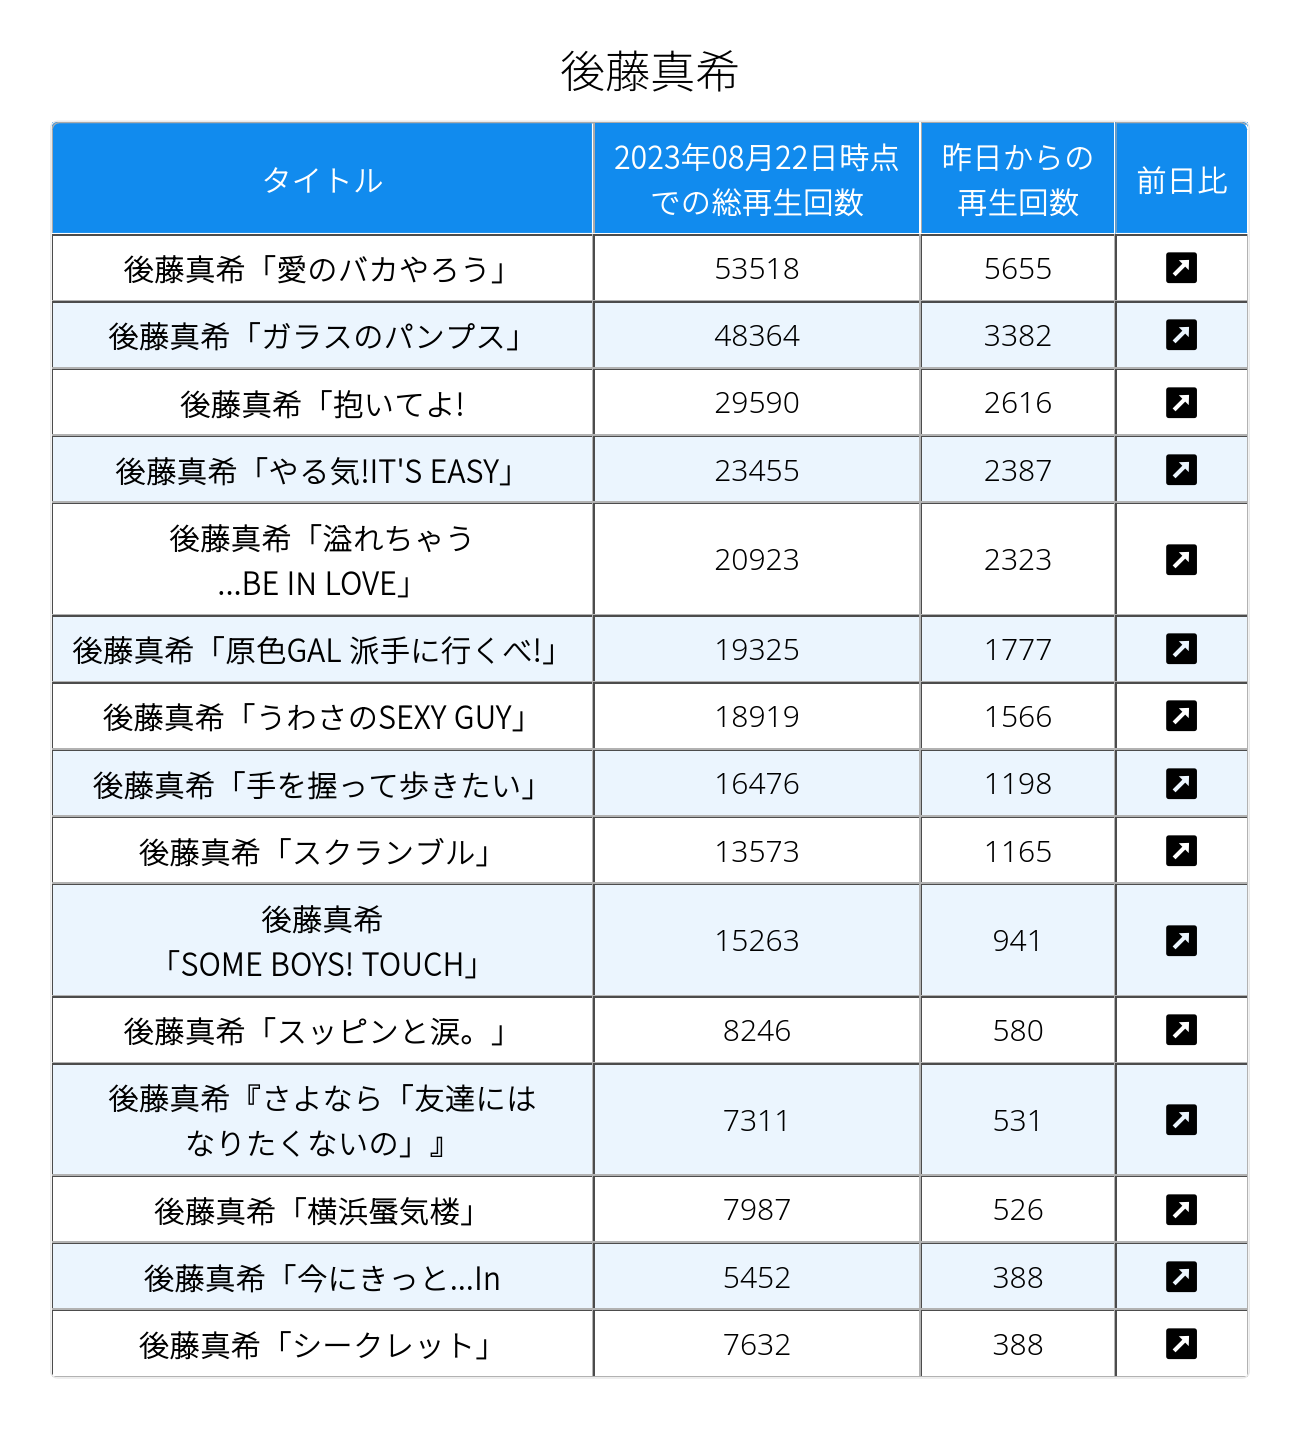 後藤真希
タイトル
2023年08月22日時点
での総再生回数
昨日からの
再生回数
前日比
後藤真希「愛のバカやろう」 53518 5655
後藤真希「ガラスのパンプス」 48364 3382
後藤真希「抱いてよ! 29590 2616
後藤真希「やる気!IT'S EASY」 23455 2387
後藤真希「溢れちゃう
...BE IN LOVE」 20923 2323
後藤真希「原色GAL 派手に行くべ!」 19325 1777
後藤真希「うわさのSEXY GUY」 18919 1566
後藤真希「手を握って歩きたい」 16476 1198
後藤真希「スクランブル」 13573 1165
後藤真希
「SOME BOYS! TOUCH」 15263 941
後藤真希「スッピンと涙。」 8246 580
後藤真希『さよなら「友達には
なりたくないの」』 7311 531
後藤真希「横浜蜃気楼」 7987 526
後藤真希「今にきっと...In 5452 388
後藤真希「シークレット」 7632 388